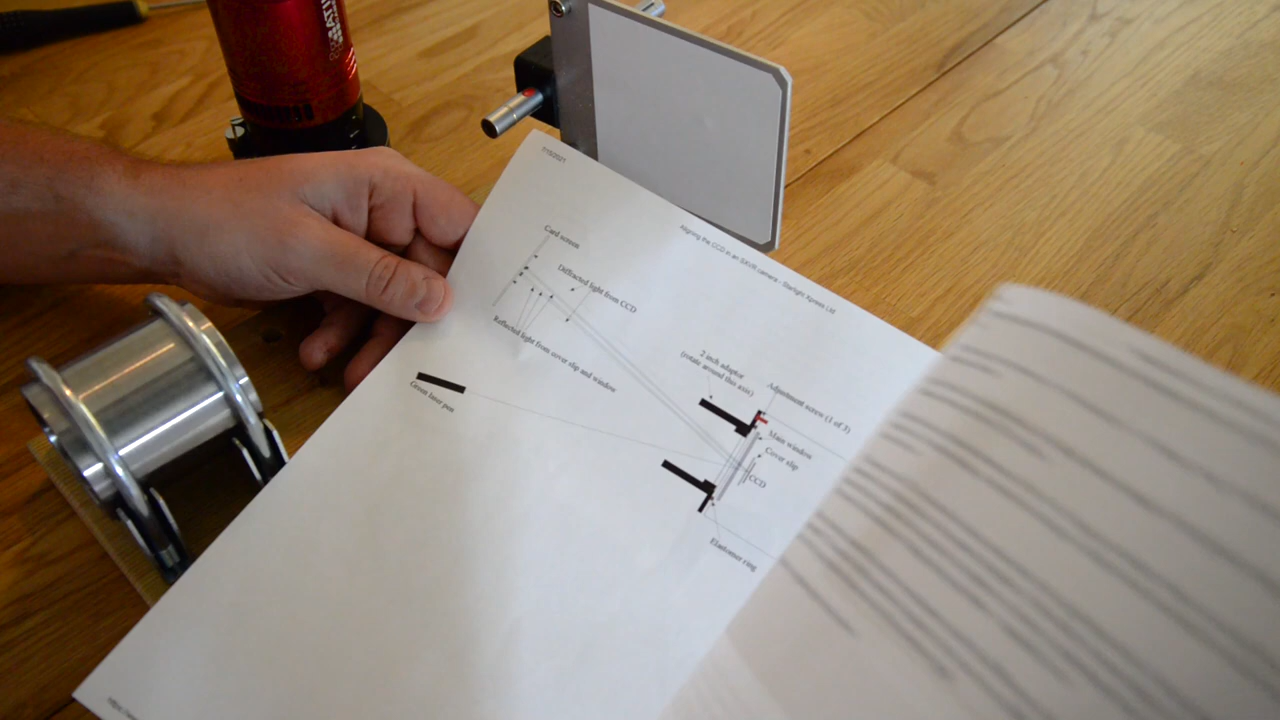 Aligning the CCD in an SXVR camera - Starlight Xpress Ltd
Card screen
Diffracted light from CCD
Reflected light from cover slip and window
Green laser pen
2 inch adaptor
(rotate around this axis)
Adjustment screw (1 of 3)
Main window
Cover slip
CCD
Elastomer ring